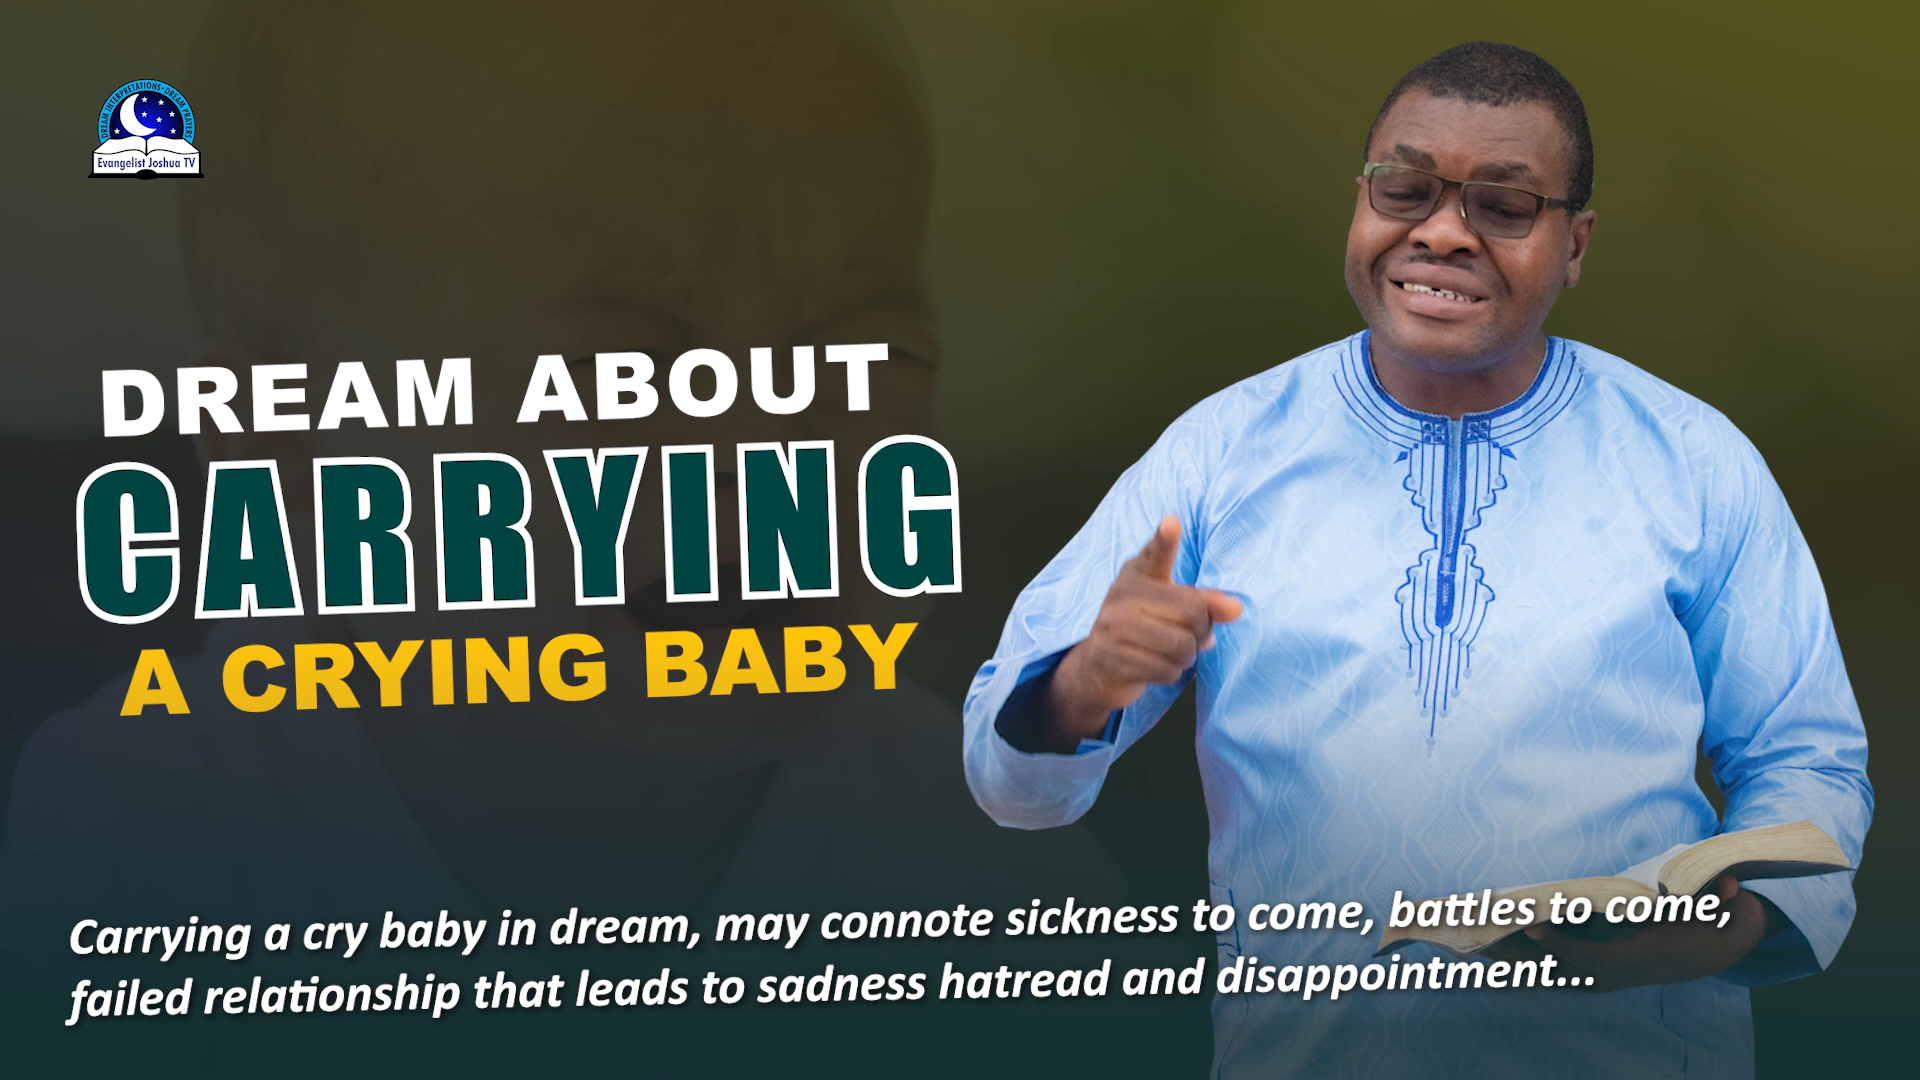 DREAM INTERPRETATIONS-DREAM PRAYERS
Evangelist Joshua TV
DREAM ABOUT
CARRYING
A CRYING BABY
Carrying a cry baby in dream, may connote sickness to come, battles to come,
failed relationship that leads to sadness hatread and disappointment...